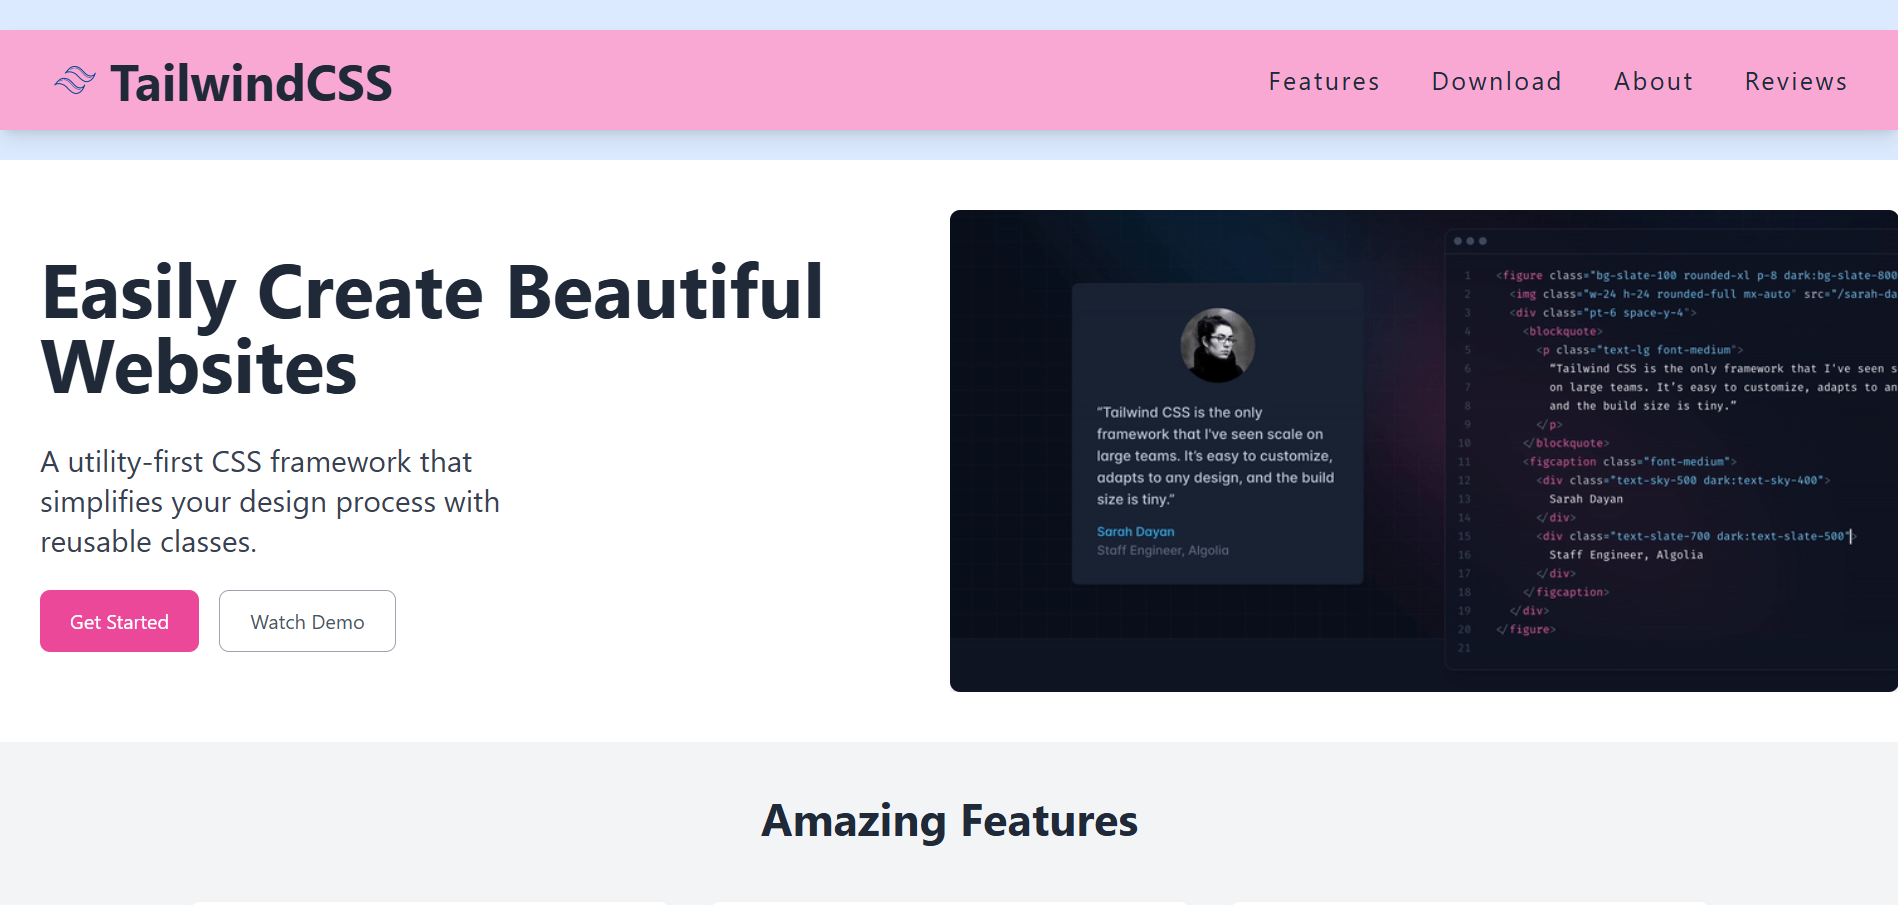 TailwindCSS
Features
Download
About
Reviews
Easily Create Beautiful
Websites
A utility-first CSS framework that
simplifies your design process with
reusable classes.
Get Started
Watch Demo
“Tailwind CSS is the only
framework that I've seen scale on
large teams. It’s easy to customize,
adapts to any design, and the build
size is tiny.”
Sarah Dayan
Staff Engineer, Algolia
1 <figure class="bg-slate-100 rounded-xl p-8 dark:bg-slate-800
2 <img class="w-24 h-24 rounded-full mx-auto" src="/sarah-da
3 <div class="pt-6 space-y-4">
4 <blockquote>
5 <p class="text-lg font-medium">
6 “Tailwind CSS is the only framework that I've seen s
7 on large teams. It’s easy to customize, adapts to an
8 and the build size is tiny.”
9 </p>
10 </blockquote>
11 <figcaption class="font-medium">
12 <div class="text-sky-500 dark:text-sky-400">
13 Sarah Dayan
14 </div>
15 <div class="text-slate-700 dark:text-slate-500">
16 Staff Engineer, Algolia
17 </div>
18 </figcaption>
19 </div>
20 </figure>
21
Amazing Features